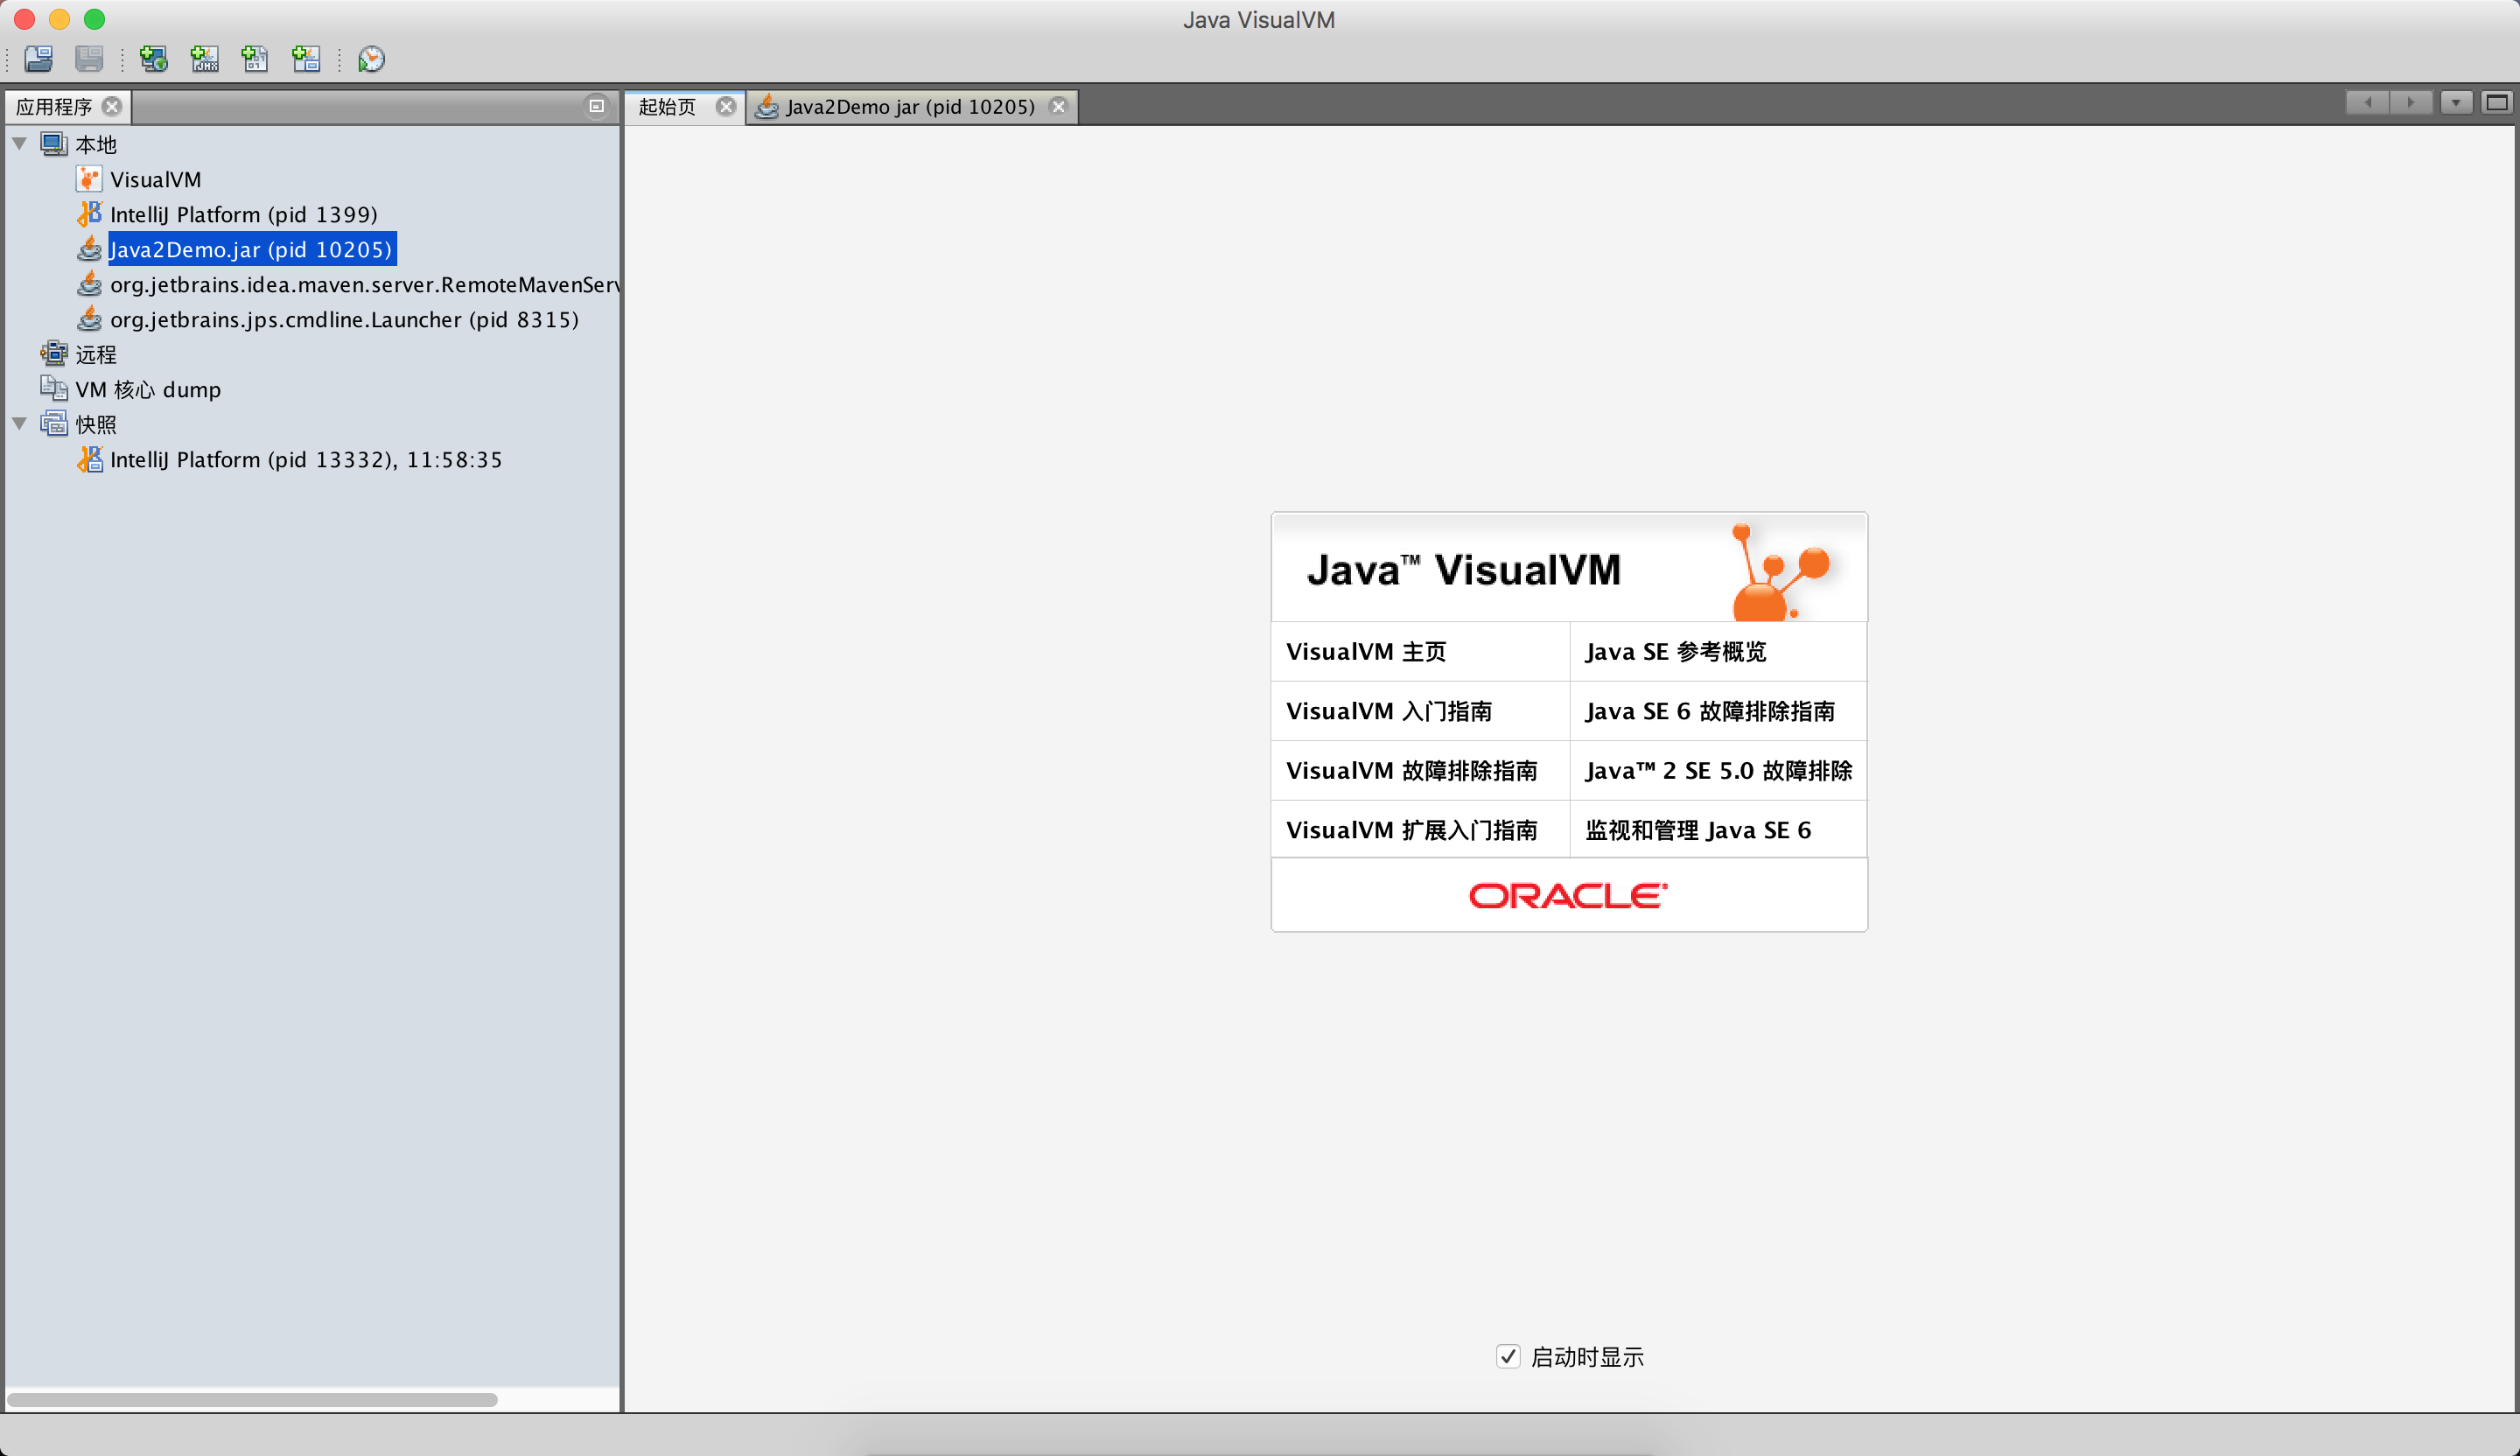 Java VisualVM
应用程序
起始页
Java2Demo jar (pid 10205)
本地
VisualVM
IntelliJ Platform (pid 1399)
Java2Demo.jar (pid 10205)
org.jetbrains.idea.maven.server.RemoteMavenServ
org.jetbrains.jps.cmdline.Launcher (pid 8315)
远程
VM 核心 dump
快照
IntelliJ Platform (pid 13332), 11:58:35
Java™ VisualVM
VisualVM 主页
Java SE 参考概览
VisualVM 入门指南
Java SE 6 故障排除指南
VisualVM 故障排除指南
Java™ 2 SE 5.0 故障排除
VisualVM 扩展入门指南
监视和管理 Java SE 6
ORACLE
启动时显示